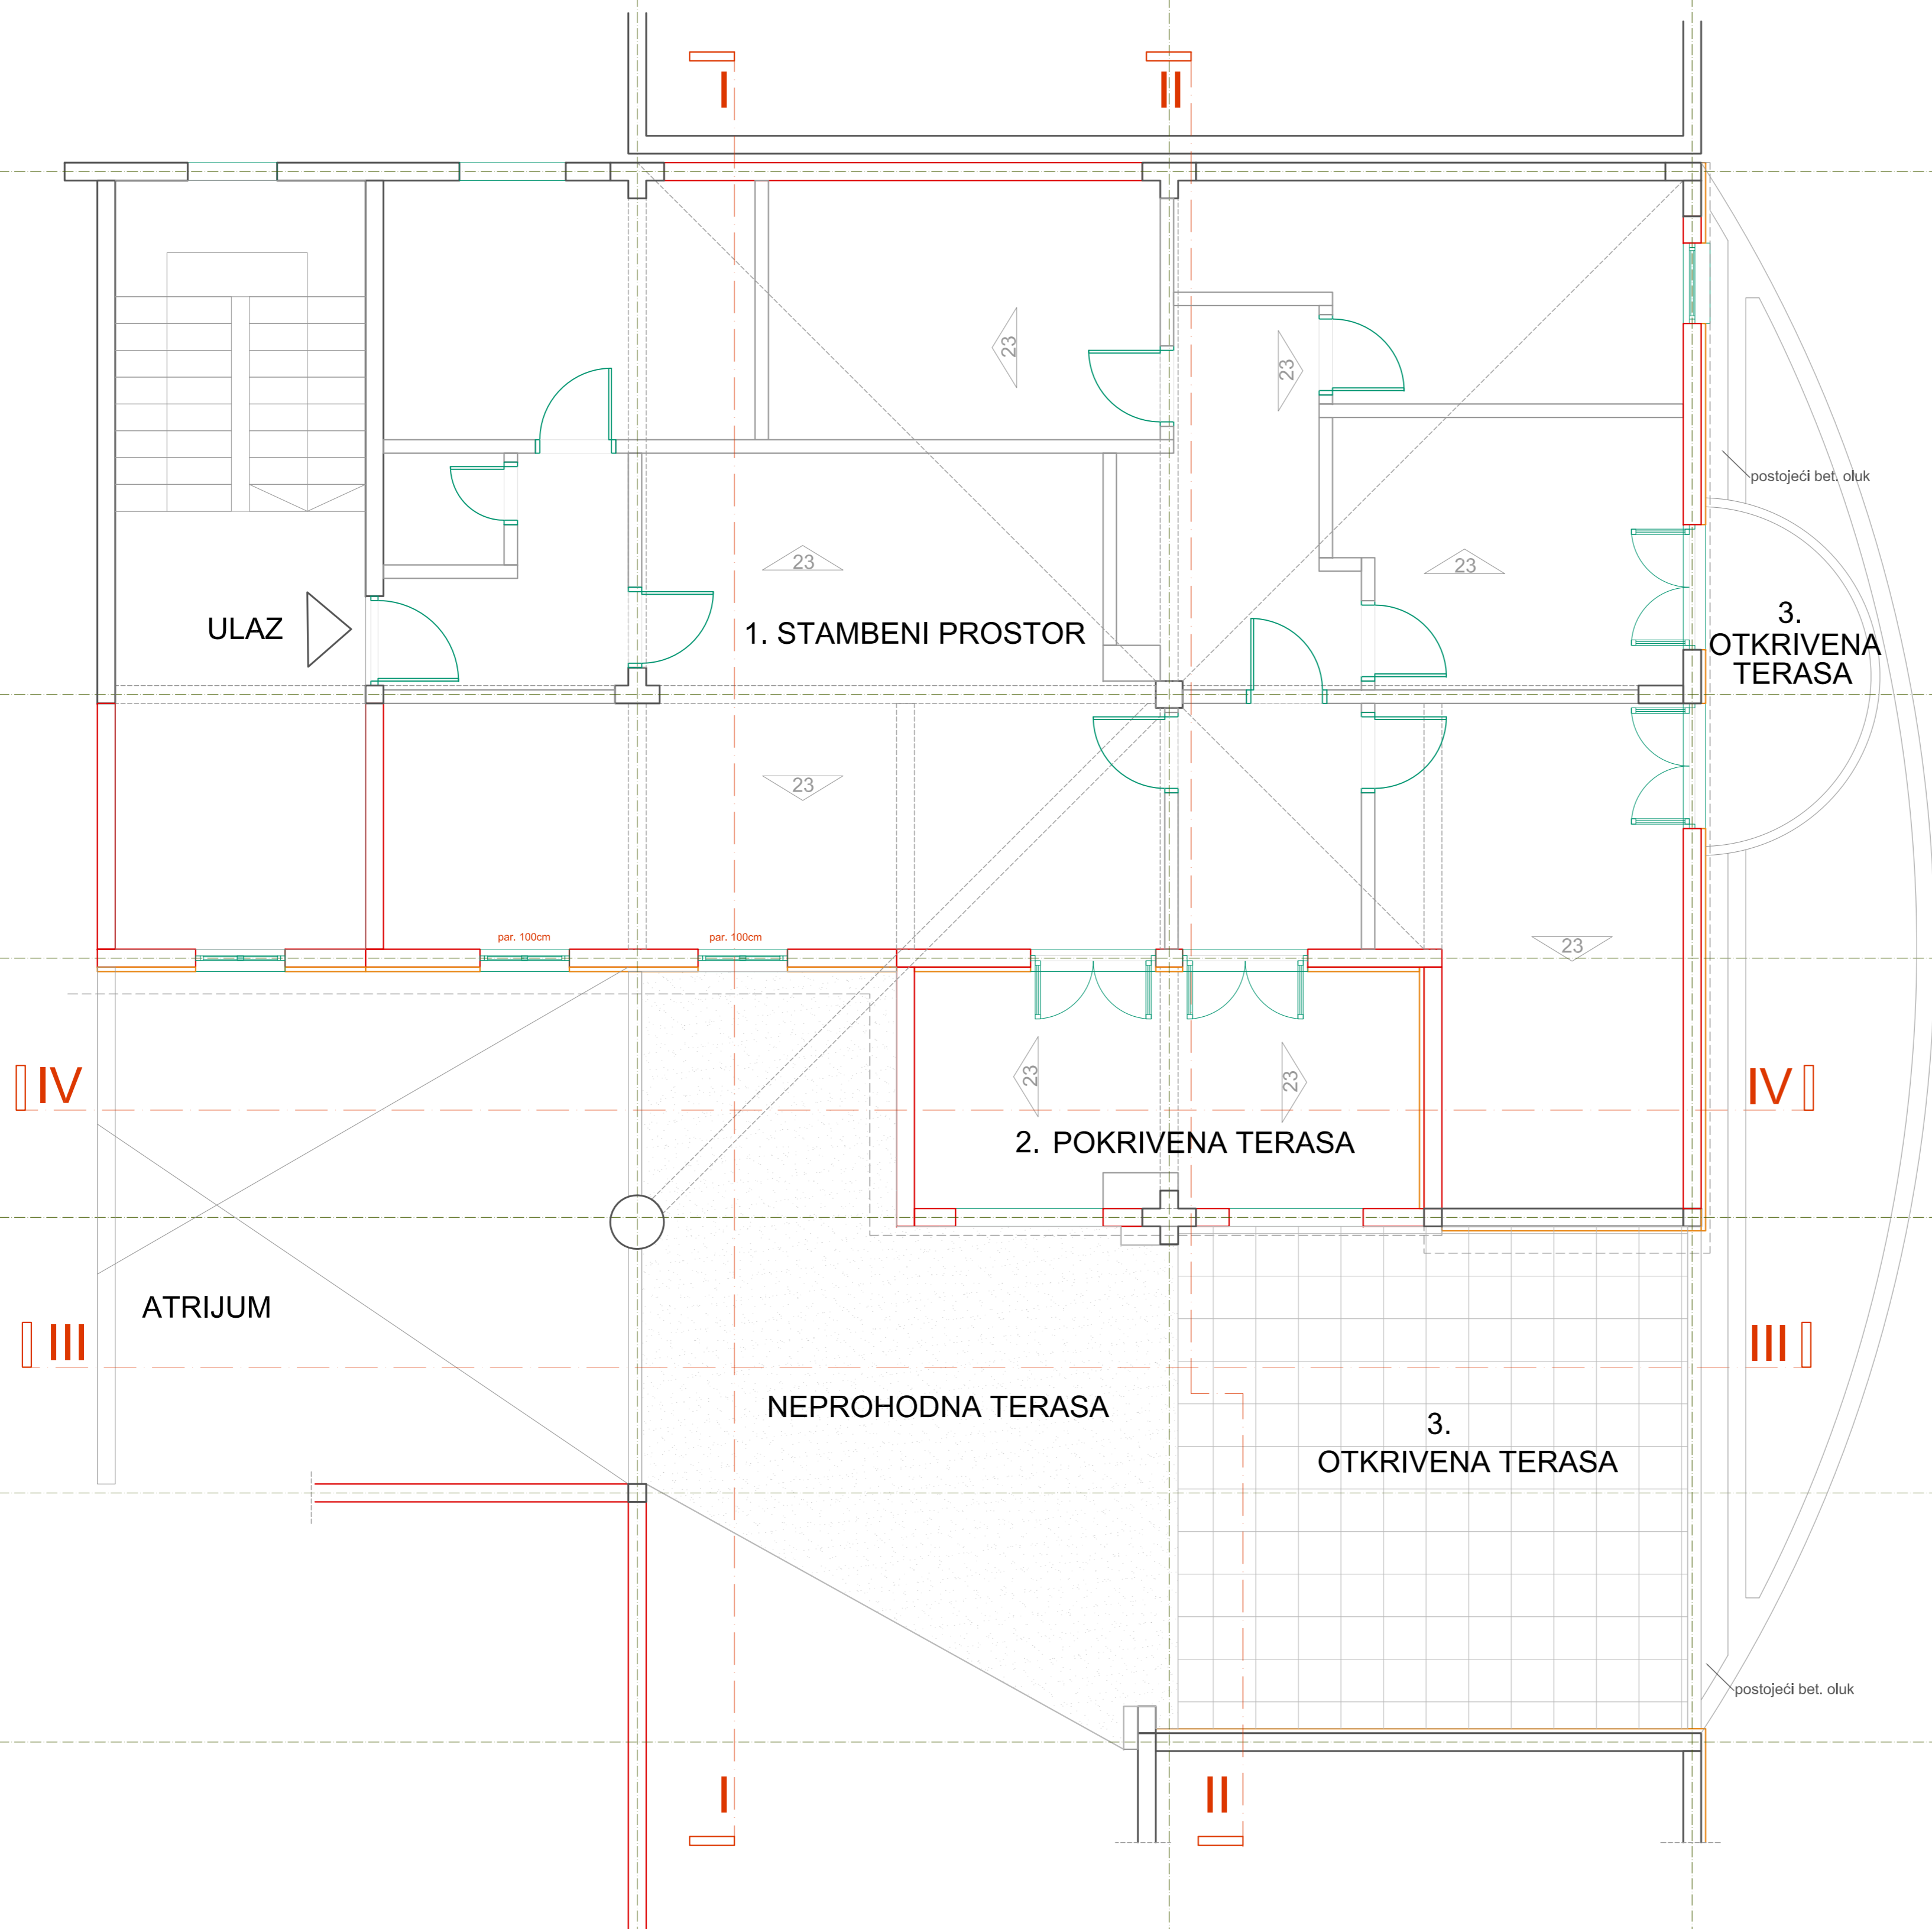 I
II
23
23
postojeći bet. oluk
23
23
ULAZ
1. STAMBENI PROSTOR
3.
OTKRIVENA
TERASA
23
par. 100cm
par. 100cm
23
IV
23
23
IV
2. POKRIVENA TERASA
ATRIJUM
III
III
NEPROHODNA TERASA
3.
OTKRIVENA TERASA
postojeći bet. oluk
I
II